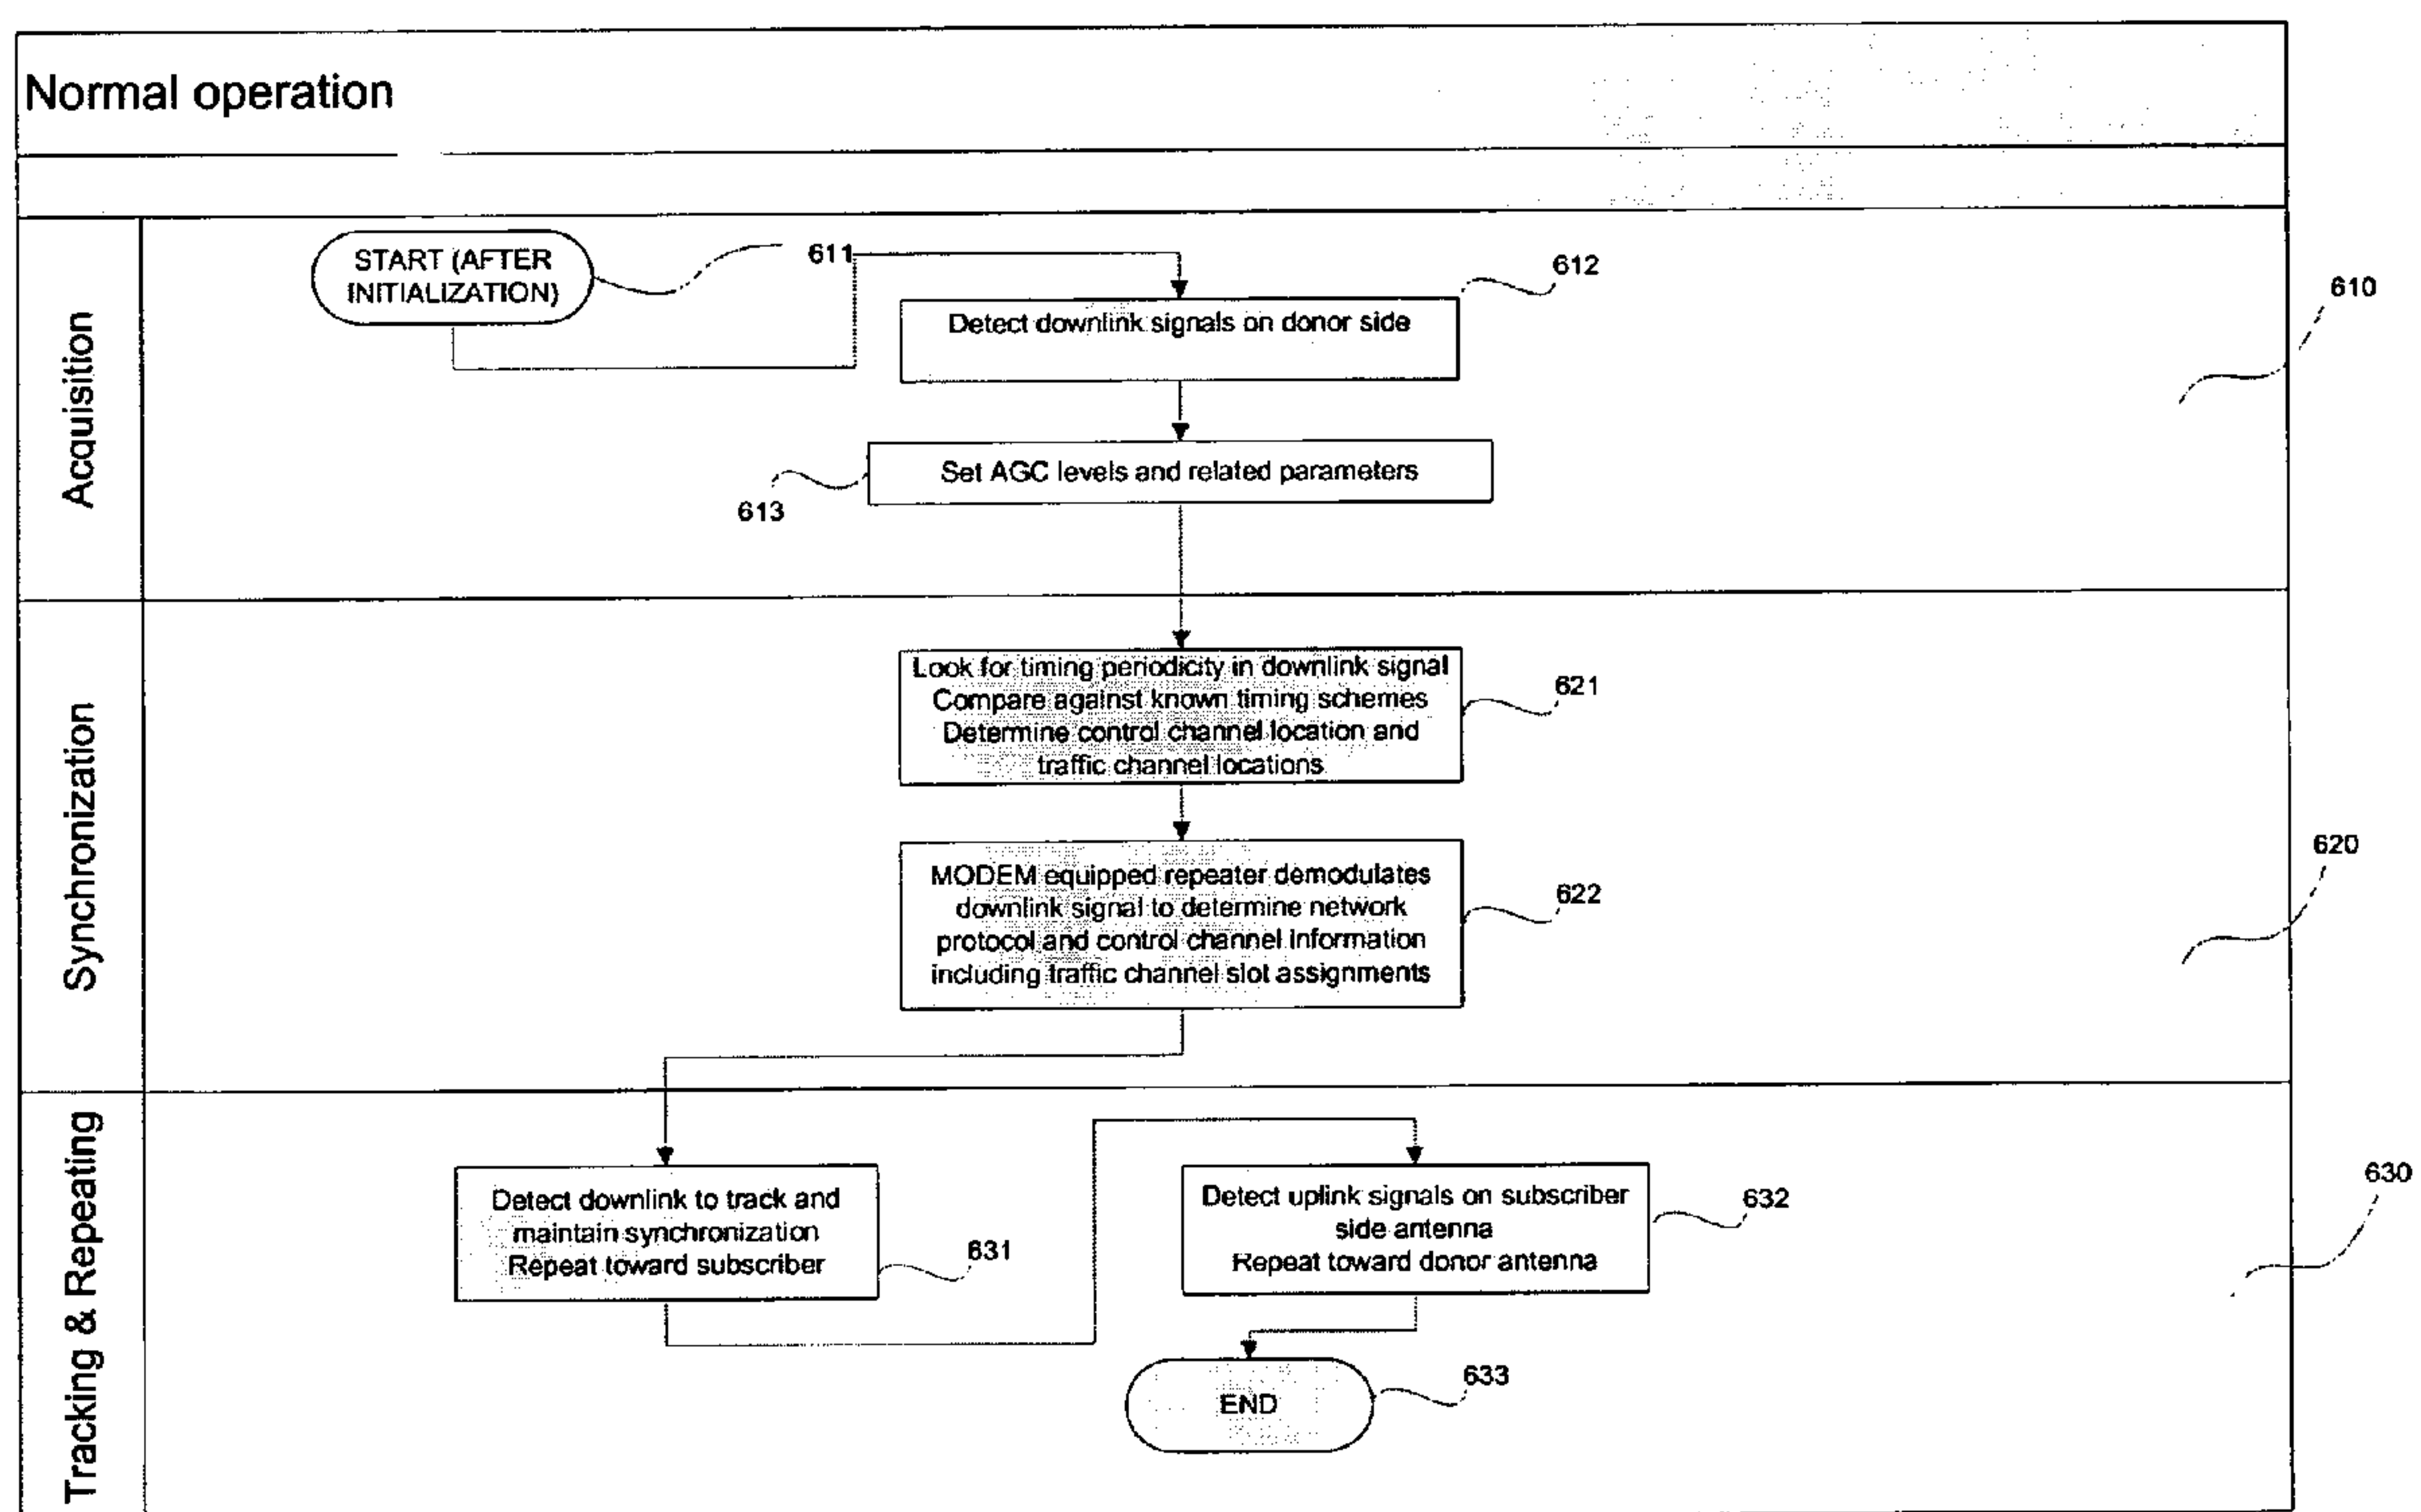 Normal operation
Acquisition
START (AFTER
INITIALIZATION)
611
Detect downlink signals on donor side
612
610
Set AGC levels and related parameters
613
Synchronization
Look for timing periodicity in downlink signal
Compare against known timing schemes
Determine control channel location and
traffic channel locations
621
MODEM equipped repeater demodulates
downlink signal to determine network
protocol and control channel information
including traffic channel slot assignments
622
620
Tracking & Repeating
Detect downlink to track and
maintain synchronization
Repeat toward subscriber
631
Detect uplink signals on subscriber
side antenna
Repeat toward donor antenna
632
630
END
633